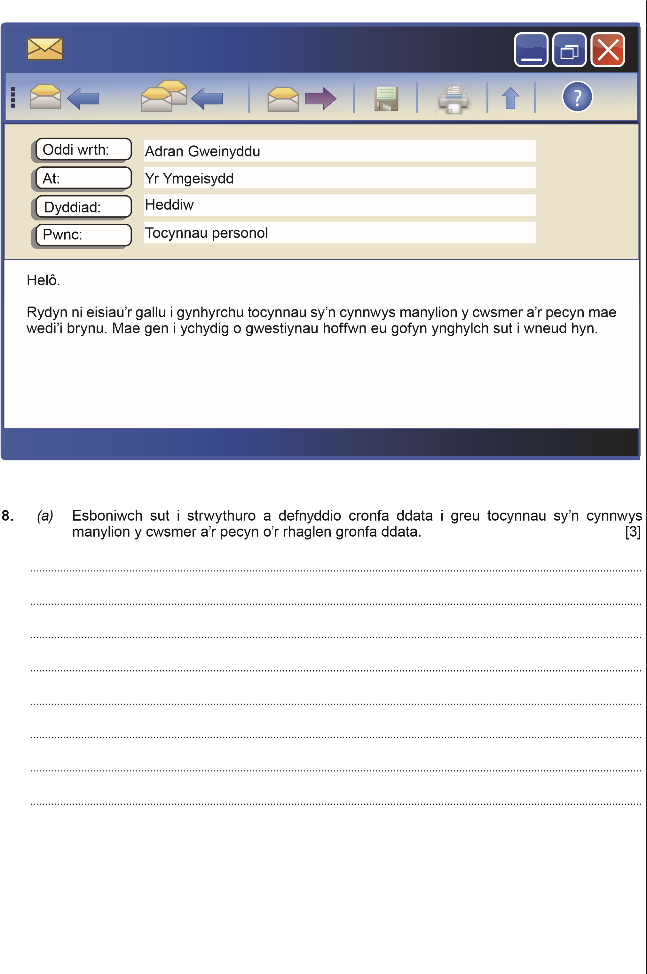 Oddi wrth: Adran Gweinyddu
At: Yr Ymgeisydd
Dyddiad: Heddiw
Pwnc: Tocynnau personol
Helô.
Rydyn ni eisiau’r gallu i gynhyrchu tocynnau sy’n cynnwys manylion y cwsmer a’r pecyn mae
wedi’i brynu. Mae gen i ychydig o gwestiynau hoffwn eu gofyn ynghylch sut i wneud hyn.
8. (a) Esboniwch sut i strwythuro a defnyddio cronfa ddata i greu tocynnau sy’n cynnwys
manylion y cwsmer a’r pecyn o’r rhaglen gronfa ddata. [3]